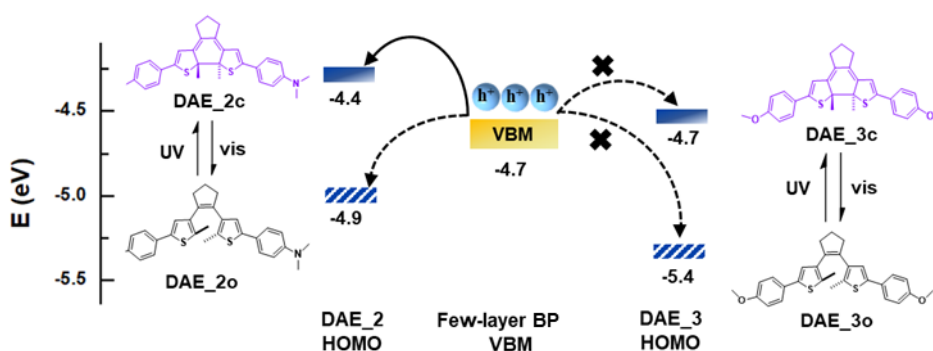 E (eV)
-4.5
-5.0
-5.5
S
S
N
DAE_2c
UV
vis
S
S
N
DAE_2o
-4.4
-4.9
DAE_2
HOMO
h+ h+ h+
VBM
-4.7
Few-layer BP
VBM
-4.7
-5.4
DAE_3
HOMO
O
S
S
O
DAE_3c
UV
vis
O
S
S
O
DAE_3o